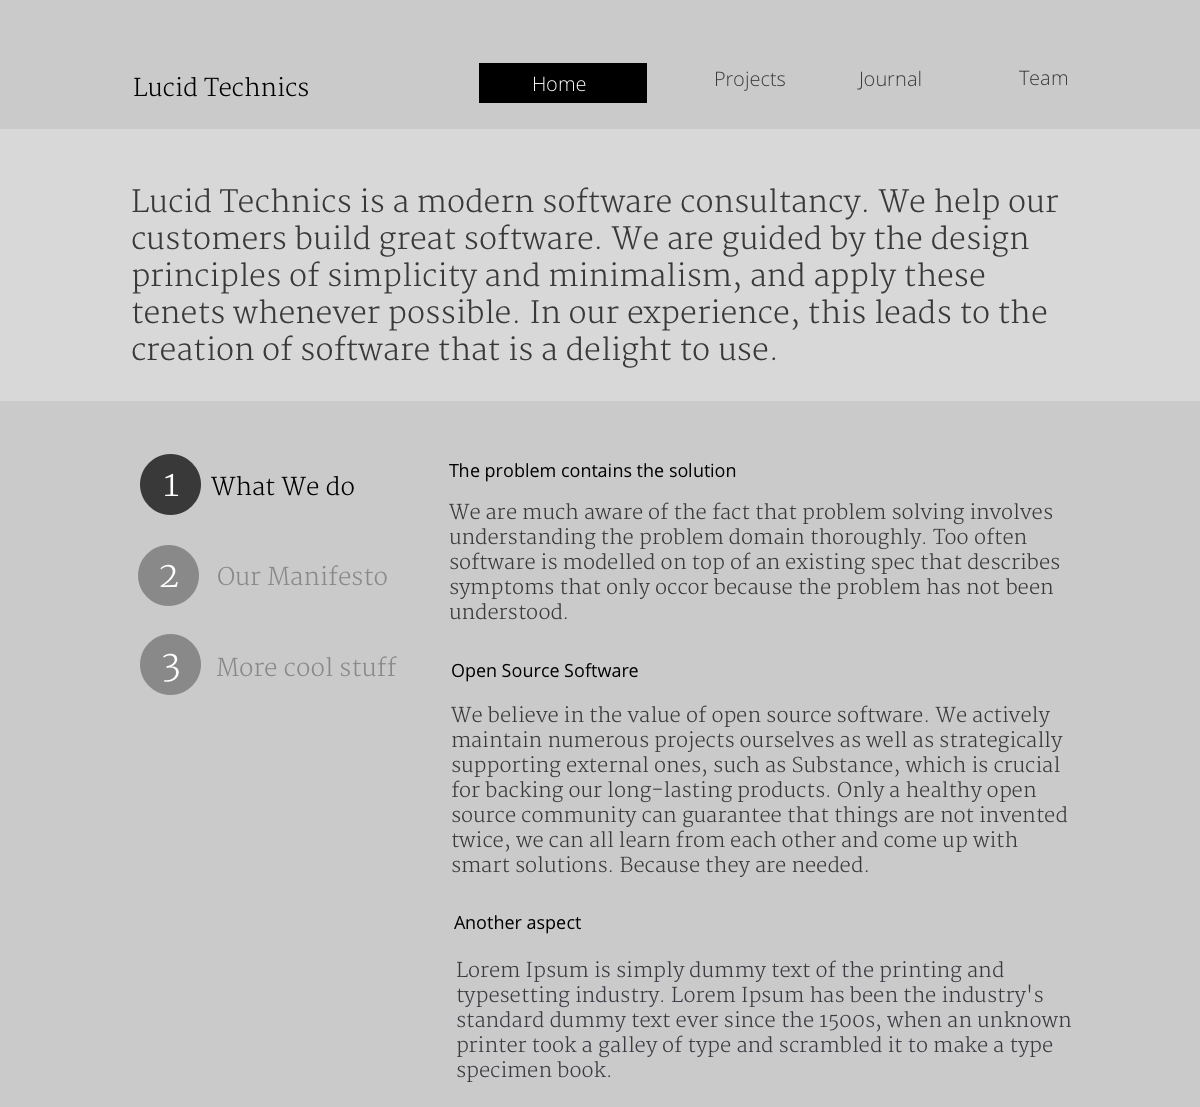 Lucid Technics
Home
Projects
Journal
Team
Lucid Technics is a modern software consultancy. We help our
customers build great software. We are guided by the design
principles of simplicity and minimalism, and apply these
tenets whenever possible. In our experience, this leads to the
creation of software that is a delight to use.
1
What We do
2
Our Manifesto
3
More cool stuff
The problem contains the solution
We are much aware of the fact that problem solving involves
understanding the problem domain thoroughly. Too often
software is modelled on top of an existing spec that describes
symptoms that only occor because the problem has not been
understood.
Open Source Software
We believe in the value of open source software. We actively
maintain numerous projects ourselves as well as strategically
supporting external ones, such as Substance, which is crucial
for backing our long-lasting products. Only a healthy open
source community can guarantee that things are not invented
twice, we can all learn from each other and come up with
smart solutions. Because they are needed.
Another aspect
Lorem Ipsum is simply dummy text of the printing and
typesetting industry. Lorem Ipsum has been the industry's
standard dummy text ever since the 1500s, when an unknown
printer took a galley of type and scrambled it to make a type
specimen book.